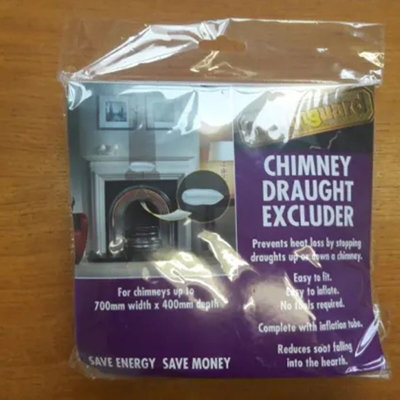 guard
CHIMNEY
DRAUGHT
EXCLUDER
Prevents heat loss by stopping
draughts up or down a chimney.
Easy to fit.
Easy to inflate.
No tools required.
Complete with inflation tube.
Reduces soot falling
into the hearth.
For chimneys up to
700mm width x 400mm depth
SAVE ENERGY SAVE MONEY